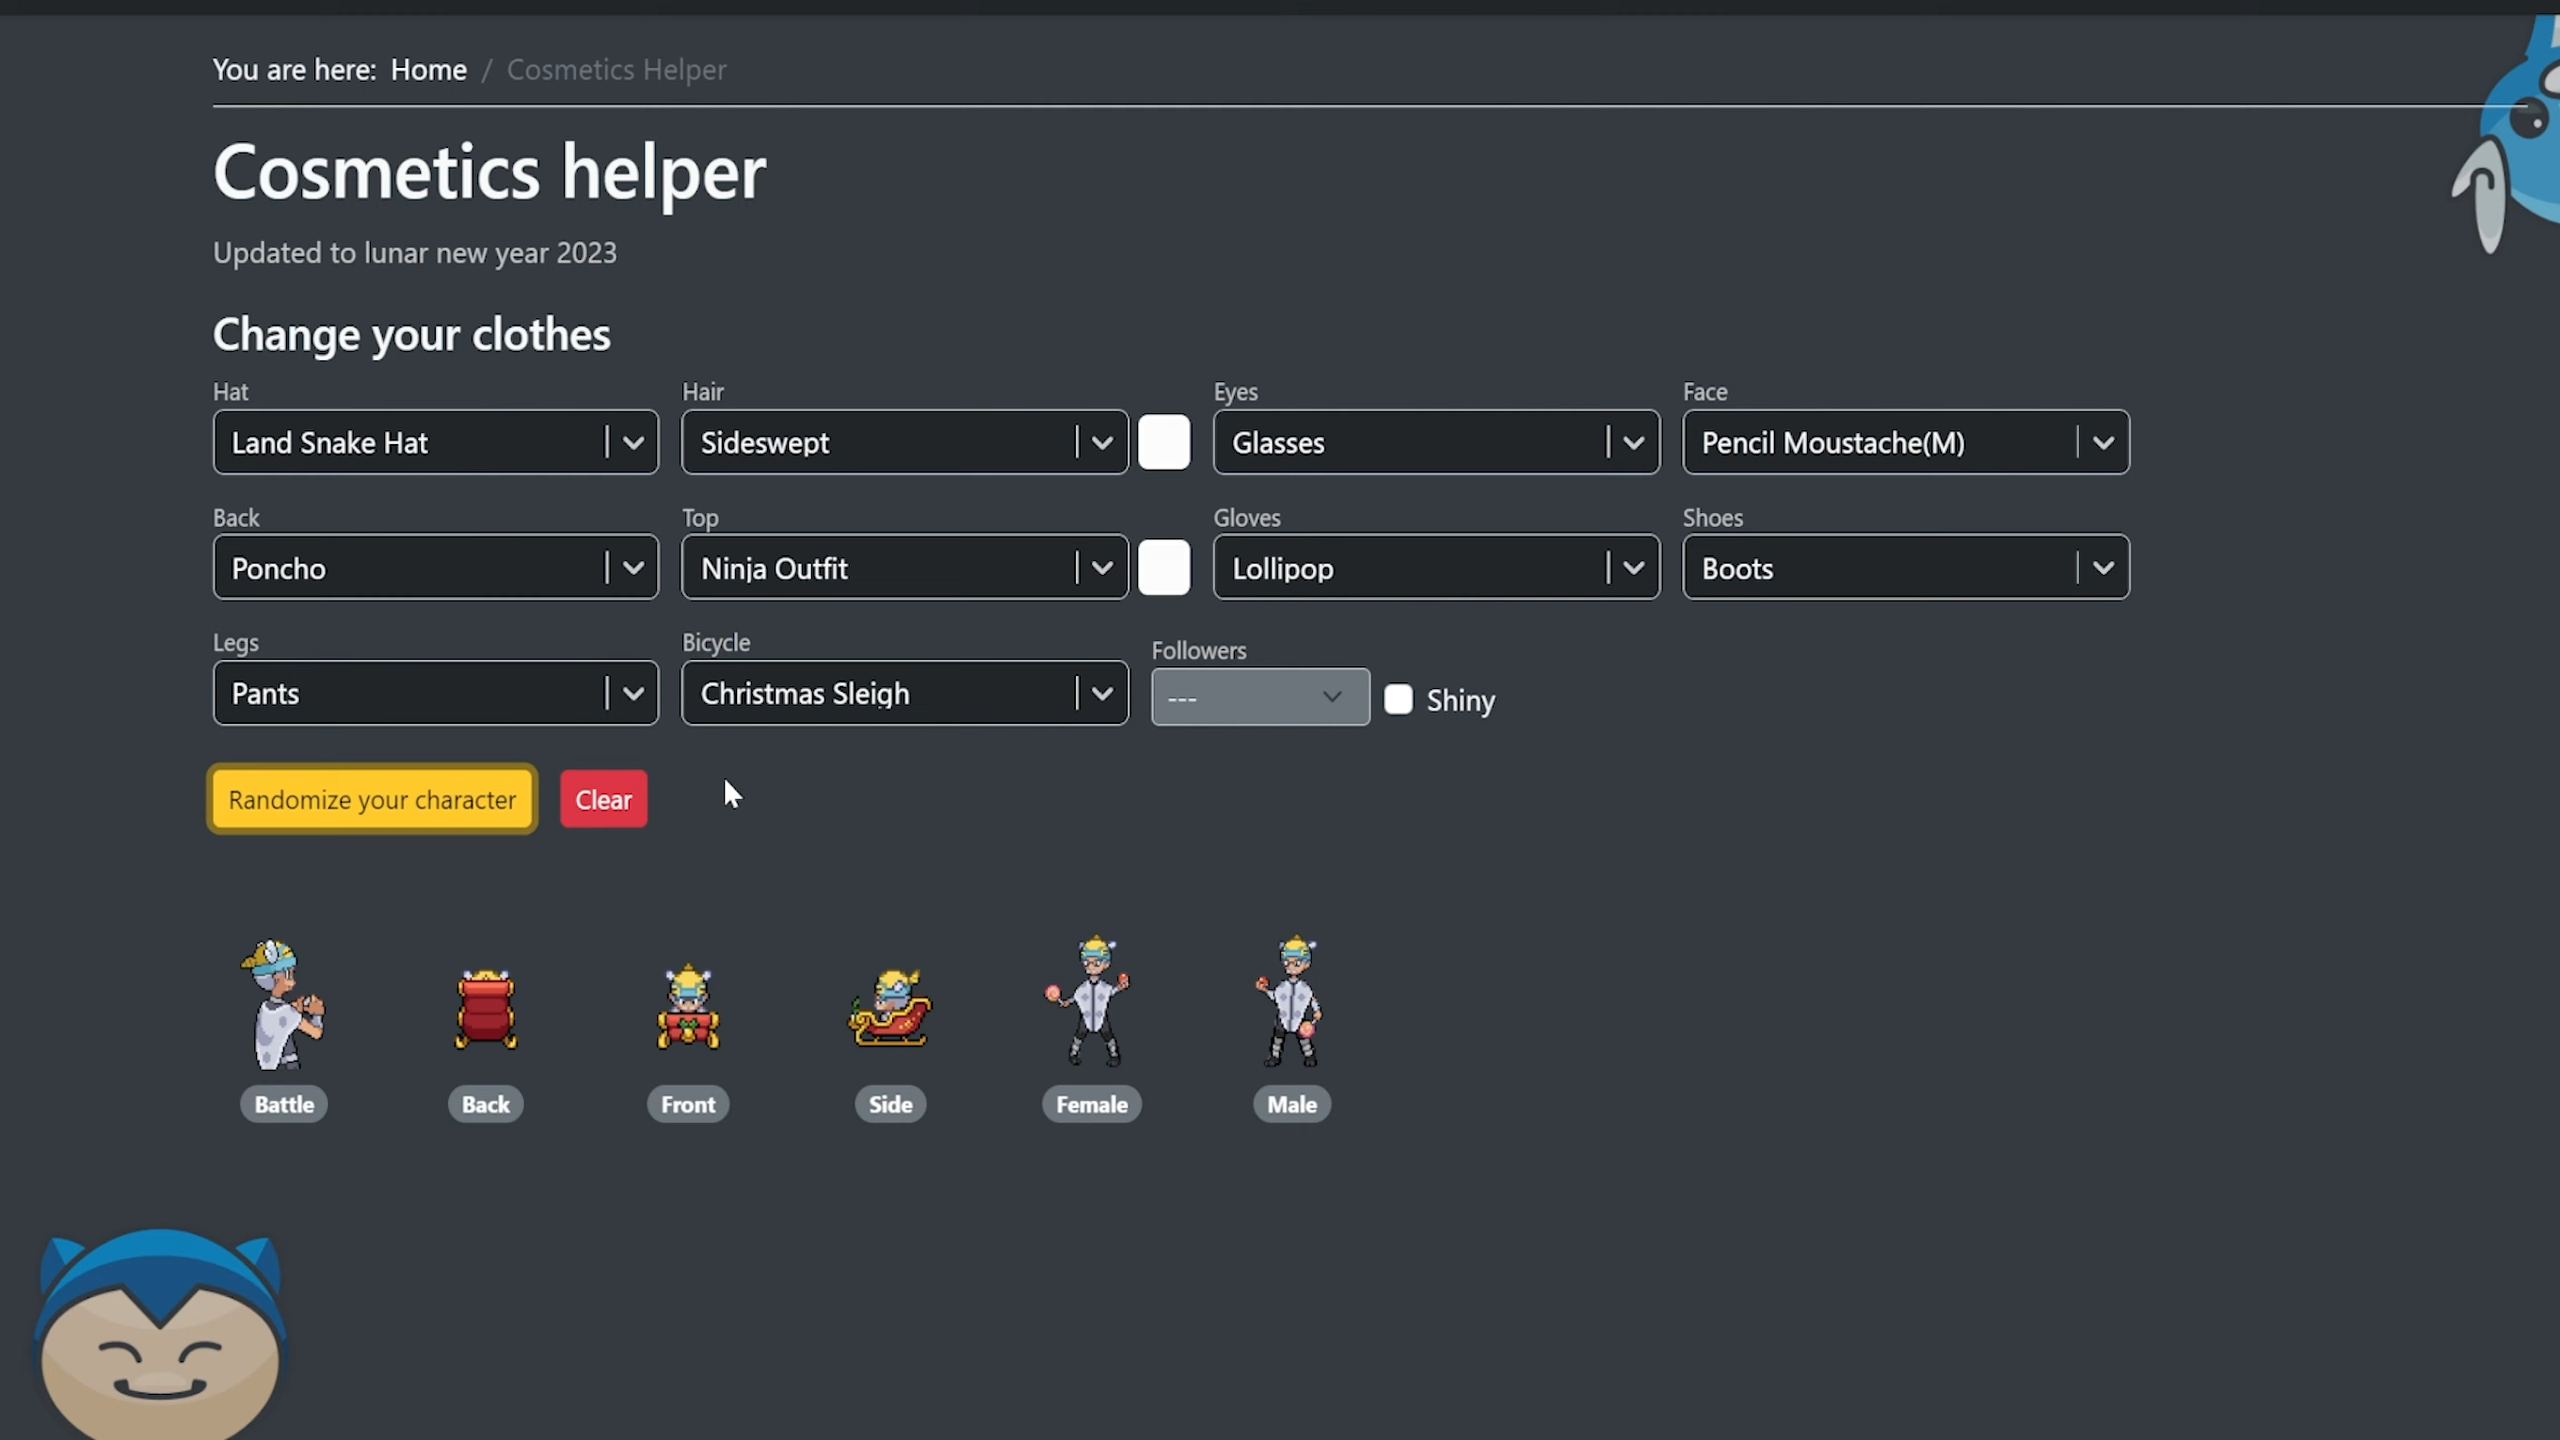 You are here: Home / Cosmetics Helper
Cosmetics helper
Updated to lunar new year 2023
Change your clothes
Hat Hair Eyes Face
Land Snake Hat Sideswept Glasses Pencil Moustache(M)
Back Top Gloves Shoes
Poncho Ninja Outfit Lollipop Boots
Legs Bicycle Followers
Pants Christmas Sleigh --- Shiny
Randomize your character Clear
Battle Back Front Side Female Male